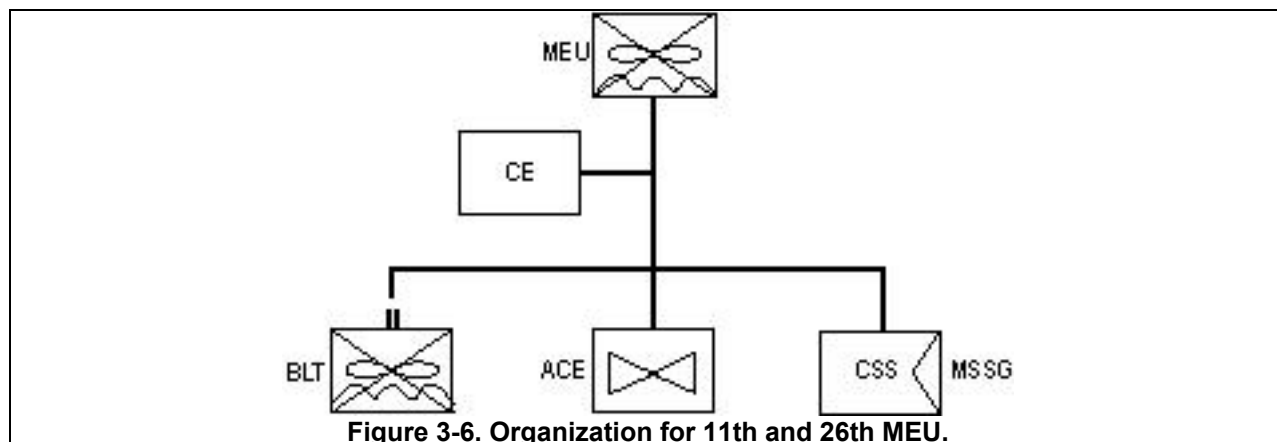 MEU
CE
BLT
ACE
CSS
MSSG
Figure 3-6. Organization for 11th and 26th MEU.